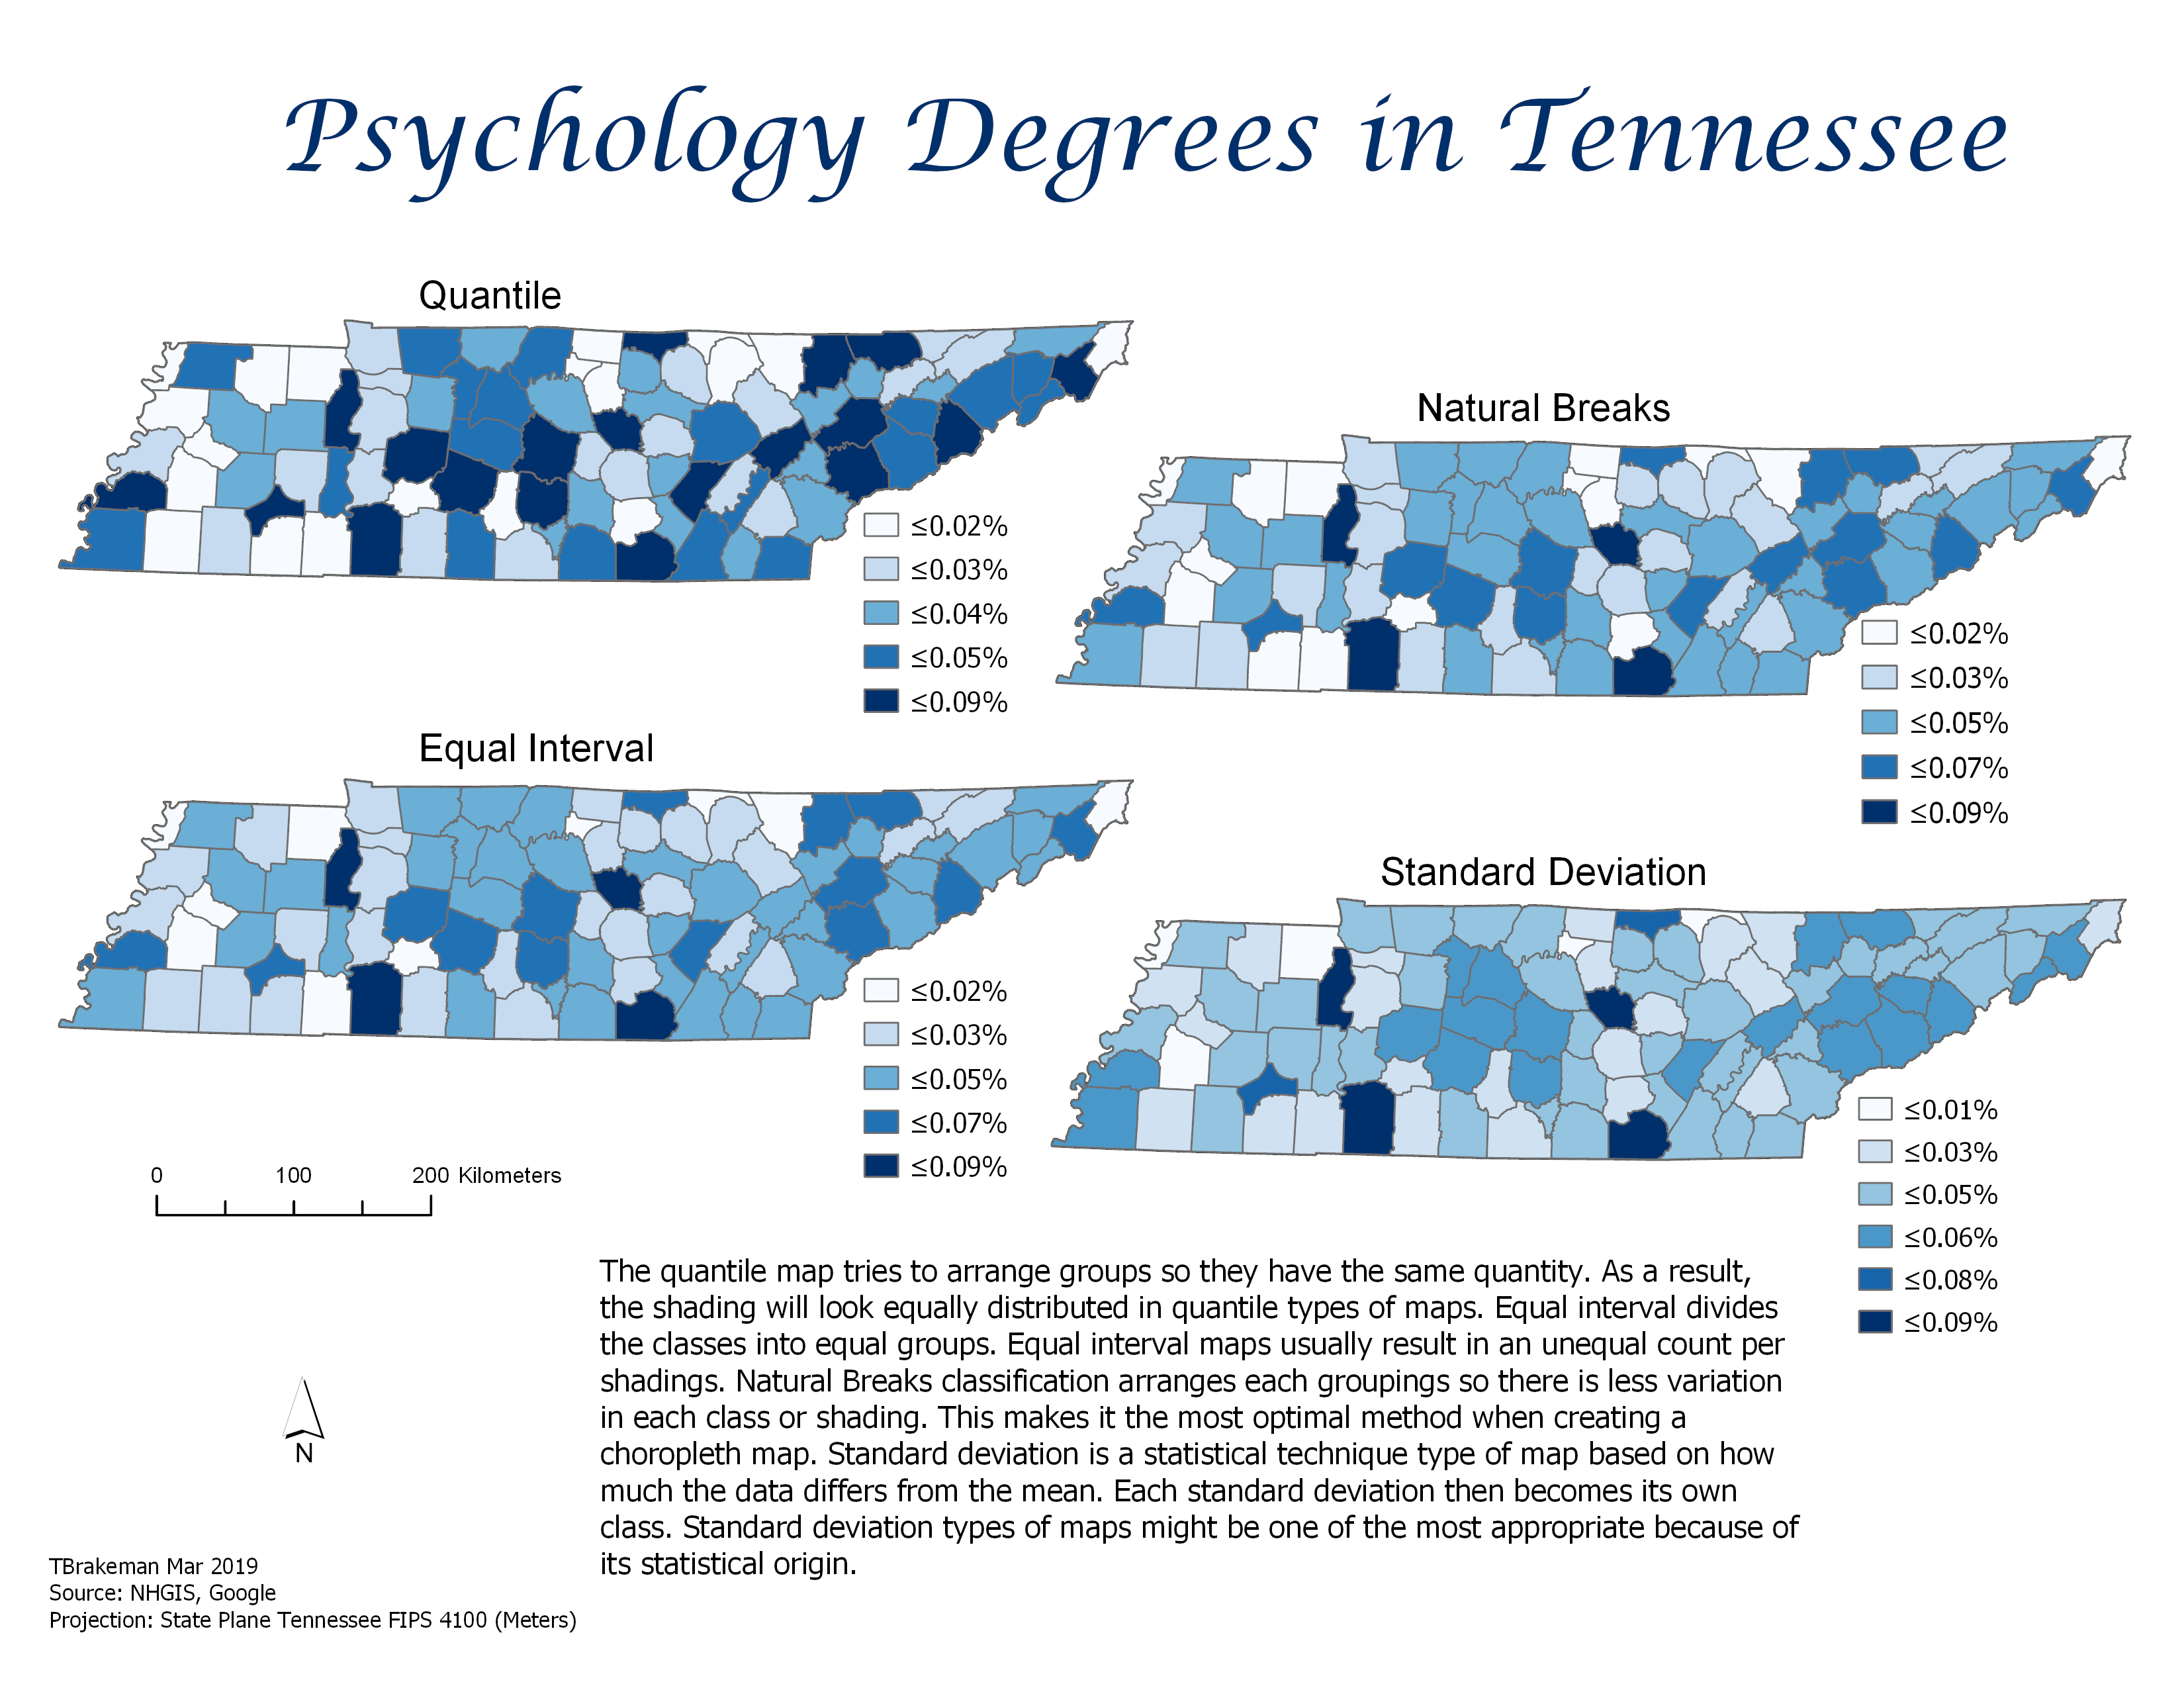 Psychology Degrees in Tennessee
Quantile
≤0.02%
≤0.03%
≤0.04%
≤0.05%
≤0.09%
Natural Breaks
≤0.02%
≤0.03%
≤0.05%
≤0.07%
≤0.09%
Equal Interval
≤0.02%
≤0.03%
≤0.05%
≤0.07%
≤0.09%
Standard Deviation
≤0.01%
≤0.03%
≤0.05%
≤0.06%
≤0.08%
≤0.09%
0 100 200 Kilometers
N
The quantile map tries to arrange groups so they have the same quantity. As a result,
the shading will look equally distributed in quantile types of maps. Equal interval divides
the classes into equal groups. Equal interval maps usually result in an unequal count per
shadings. Natural Breaks classification arranges each groupings so there is less variation
in each class or shading. This makes it the most optimal method when creating a
choropleth map. Standard deviation is a statistical technique type of map based on how
much the data differs from the mean. Each standard deviation then becomes its own
class. Standard deviation types of maps might be one of the most appropriate because of
its statistical origin.
TBrakeman Mar 2019
Source: NHGIS, Google
Projection: State Plane Tennessee FIPS 4100 (Meters)